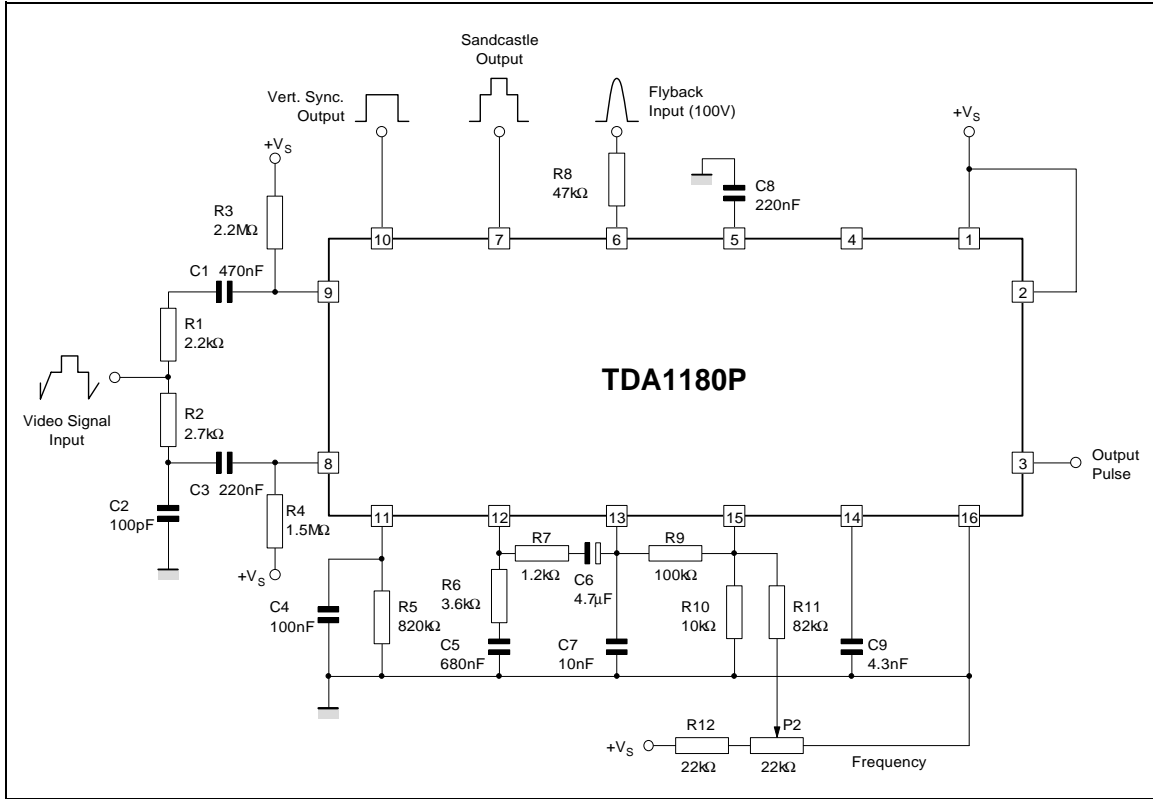 Sandcastle
Output
Vert. Sync.
Output
Flyback
Input (100V)
+VS
+VS
R3
2.2MΩ
R8
47kΩ
C8
220nF
10
7
6
5
4
1
C1 470nF
9
2
R1
2.2kΩ
TDA1180P
Video Signal
Input
R2
2.7kΩ
8
3
Output
Pulse
C3 220nF
C2
100pF
R4
1.5MΩ
+VS
11
12
13
15
14
16
R7
1.2kΩ
C6
4.7µF
R9
100kΩ
R6
3.6kΩ
C4
100nF
R5
820kΩ
C5
680nF
C7
10nF
R10
10kΩ
R11
82kΩ
C9
4.3nF
R12
P2
+VS
22kΩ
22kΩ
Frequency